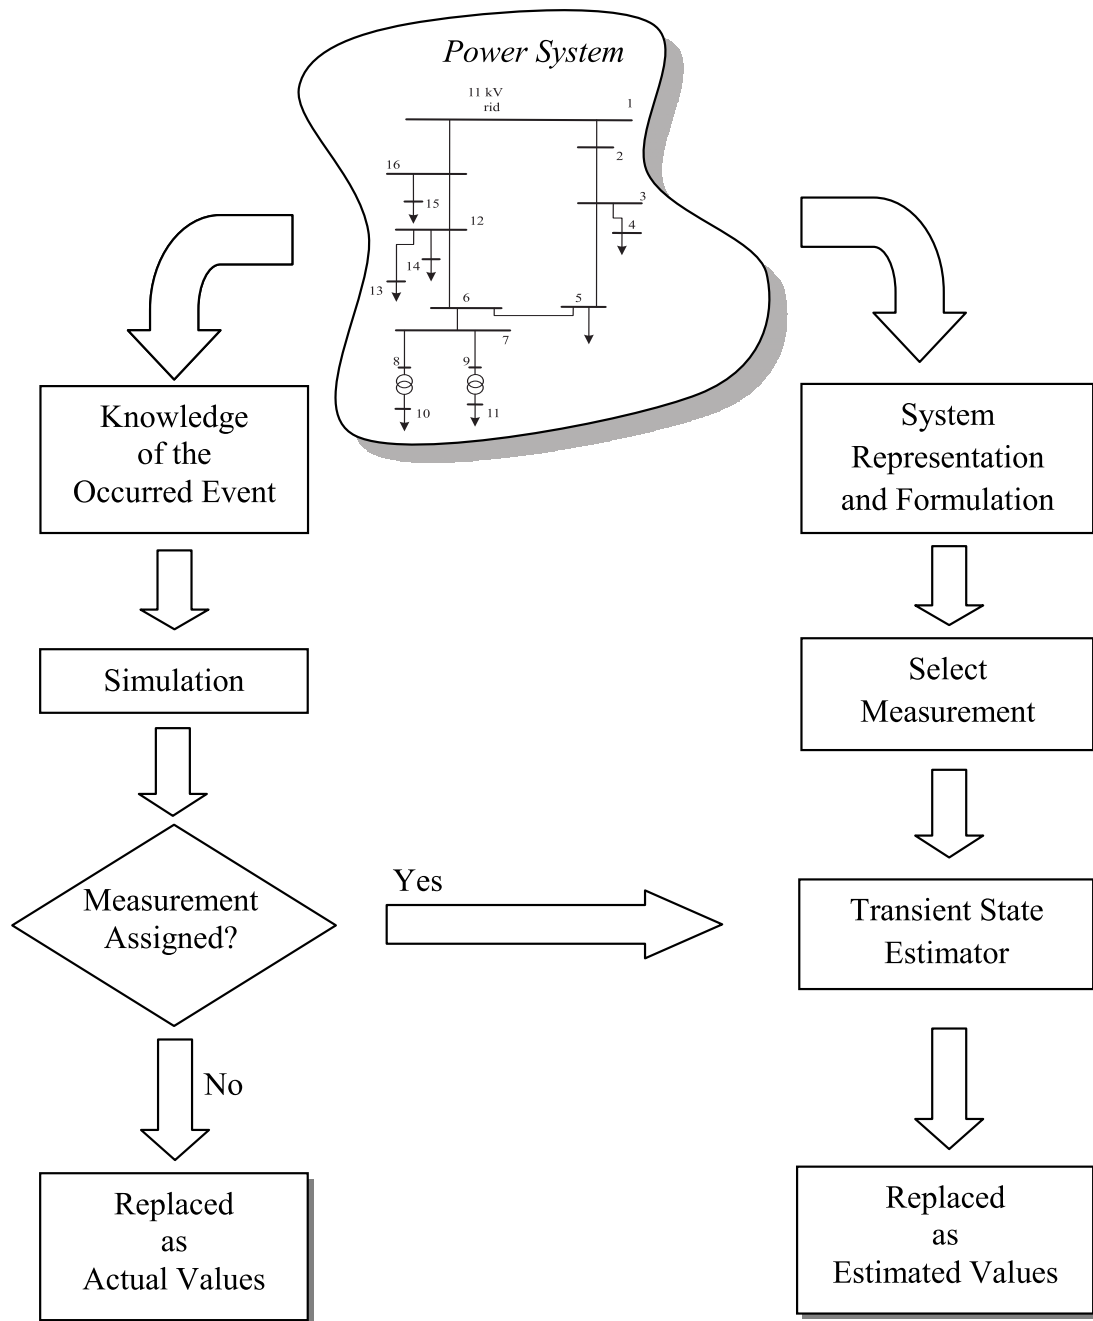 Power System
11 kV
rid
1
2
16
3
15
4
12
14
13
6
5
7
8
9
10
11
Knowledge
of the
Occurred Event
System
Representation
and Formulation
Simulation
Select
Measurement
Measurement
Assigned?
Yes
Transient State
Estimator
No
Replaced
as
Actual Values
Replaced
as
Estimated Values